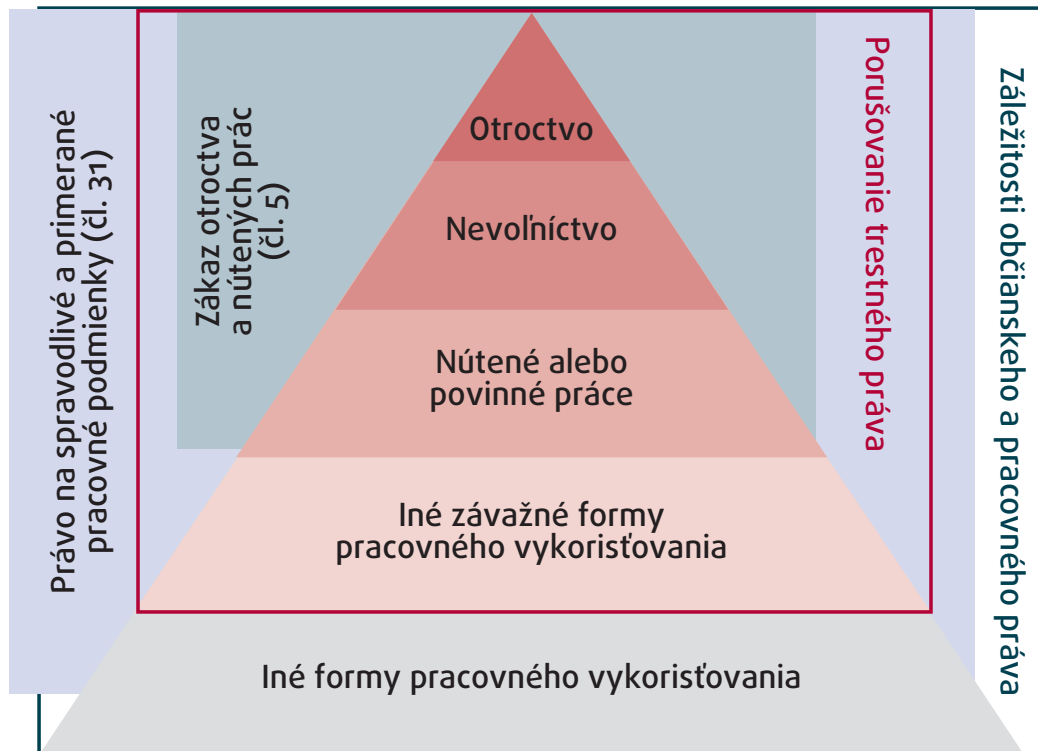 Právo na spravodlivé a primerané
pracovné podmienky (čl. 31)
Zákaz otroctva
a nútených prác
(čl. 5)
Otroctvo
Nevoľníctvo
Nútené alebo
povinné práce
Iné závažné formy
pracovného vykorisťovania
Iné formy pracovného vykorisťovania
Porušovanie trestného práva
Záležitosti občianskeho a pracovného práva